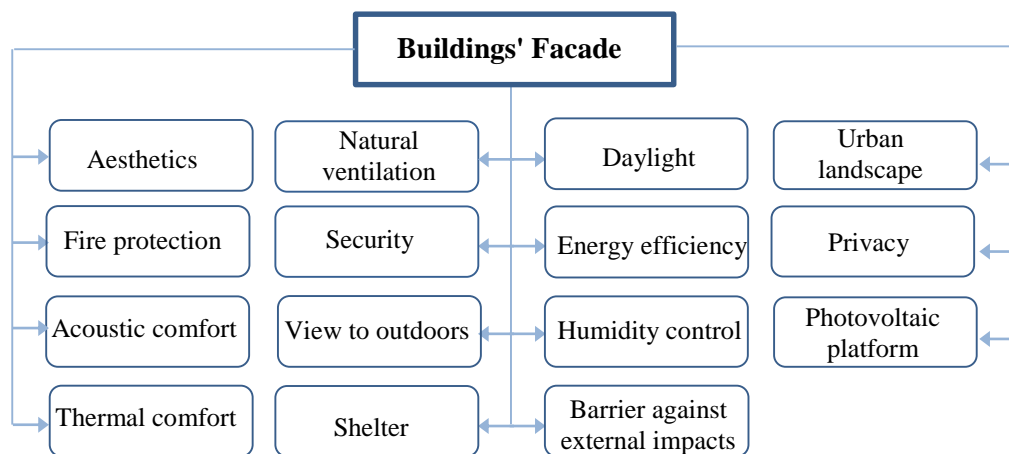 Buildings' Facade
Aesthetics
Natural
ventilation
Daylight
Urban
landscape
Fire protection
Security
Energy efficiency
Privacy
Acoustic comfort
View to outdoors
Humidity control
Photovoltaic
platform
Thermal comfort
Shelter
Barrier against
external impacts